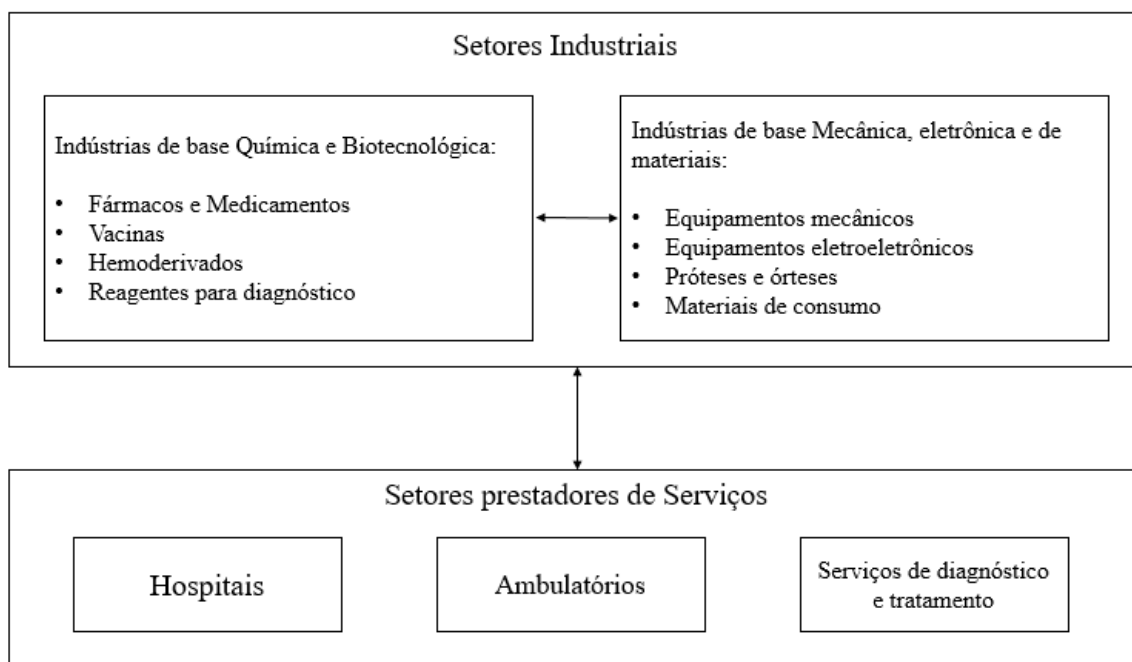 Setores Industriais
Indústrias de base Química e Biotecnológica:
• Fármacos e Medicamentos
• Vacinas
• Hemoderivados
• Reagentes para diagnóstico
Indústrias de base Mecânica, eletrônica e de
materiais:
• Equipamentos mecânicos
• Equipamentos eletroeletrônicos
• Próteses e órteses
• Materiais de consumo
Setores prestadores de Serviços
Hospitais
Ambulatórios
Serviços de diagnóstico
e tratamento